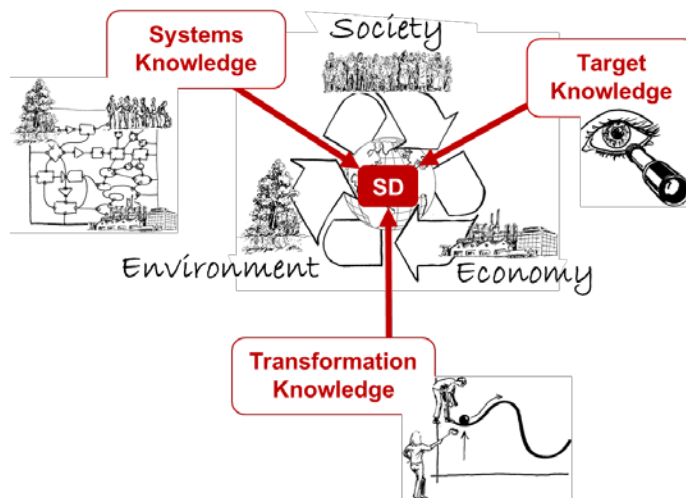 Society
Systems
Knowledge
Target
Knowledge
SD
Environment
Economy
Transformation
Knowledge